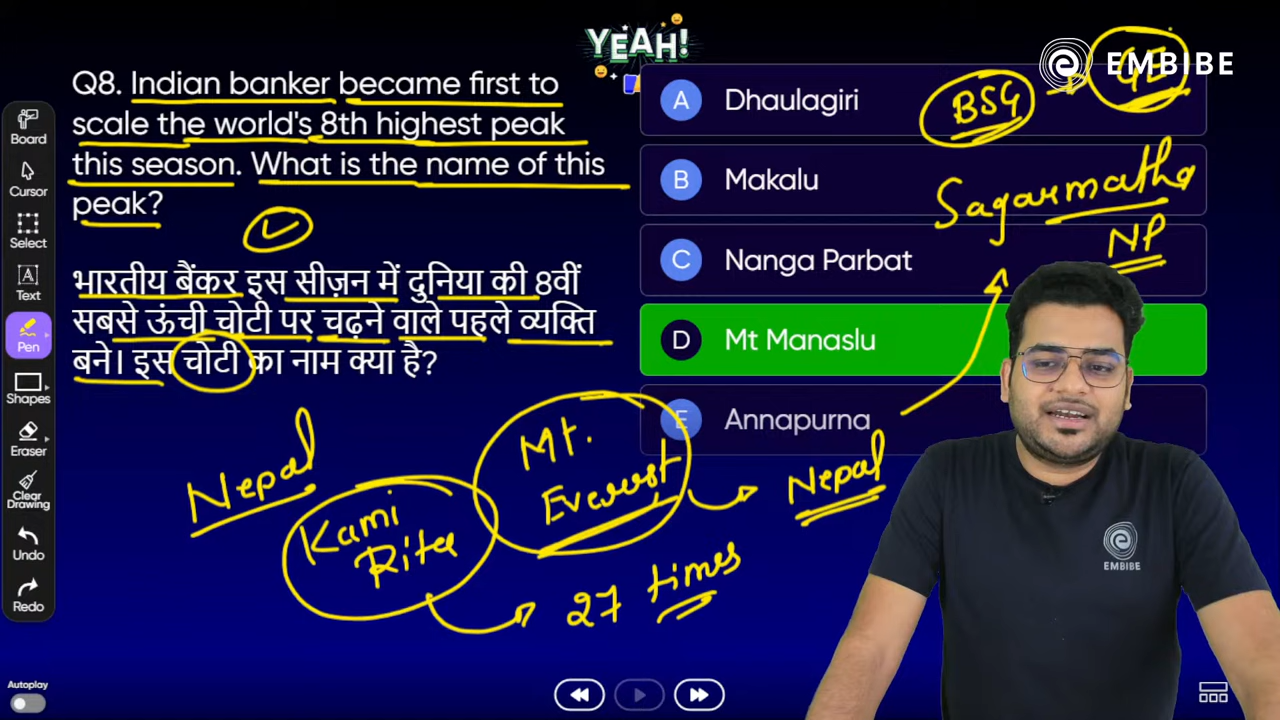 YEAH!
EMBIBE
Q8. Indian banker became first to
scale the world's 8th highest peak
this season. What is the name of this
peak?
भारतीय बैंकर इस सीज़न में दुनिया की 8वीं
सबसे ऊंची चोटी पर चढ़ने वाले पहले व्यक्ति
बने। इस चोटी का नाम क्या है?
A Dhaulagiri
B Makalu
C Nanga Parbat
D Mt Manaslu
E Annapurna
BSG
Sagarmatha
NP
Nepal
Mt.
Everest
Nepal
Kami
Rita
27 times
Board
Cursor
Select
A
Text
Pen
Shapes
Eraser
Clear
Drawing
Undo
Redo
Autoplay
EMBIBE